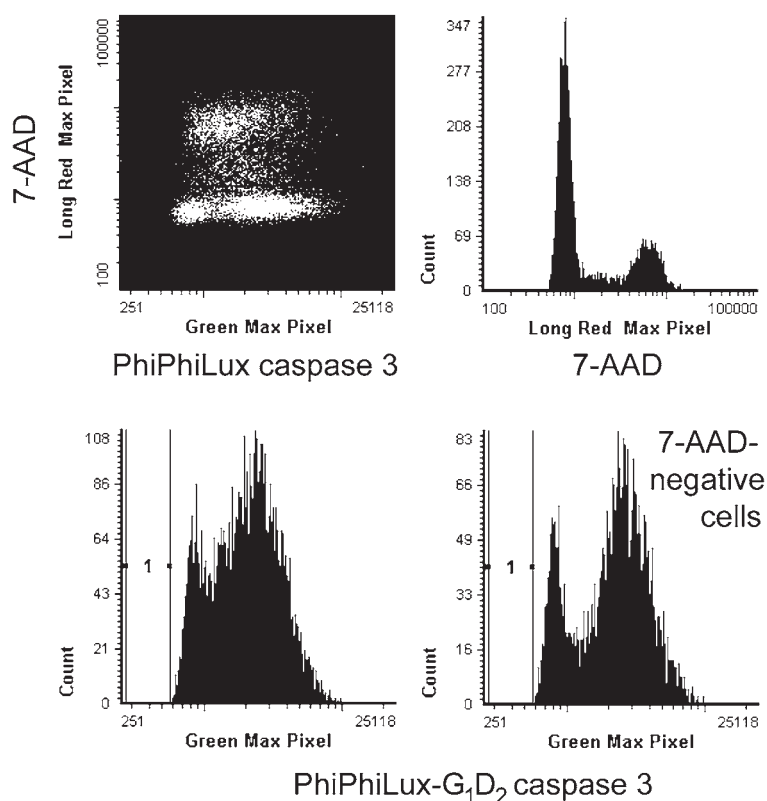 100000
7-AAD
Long Red Max Pixel
100
251
25118
Green Max Pixel
PhiPhiLux caspase 3
347
277
208
138
69
0
Count
100
100000
Long Red Max Pixel
7-AAD
108
86
64
43
21
0
Count
1
251
25118
Green Max Pixel
83
66
49
33
16
0
Count
1
7-AAD-
negative
cells
251
25118
Green Max Pixel
PhiPhiLux-G₁D₂ caspase 3